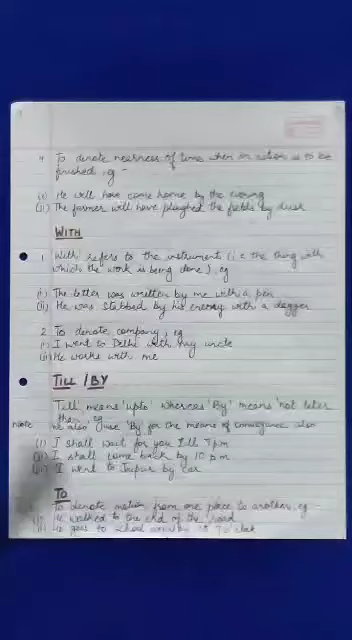 4. To denote nearness of time when an action is to be
finished, eg -
(i) He will have come home by the evening
(ii) The farmer will have ploughed the fields by dusk
WITH
1. With refers to the instrument (i.e. the thing with
which the work is being done), eg
(i) The letter was written by me with a pen
(ii) He was stabbed by his enemy with a dagger
2. To denote company, eg
(i) I went to Delhi with my uncle
(ii) He works with me
TILL / BY
Till means 'upto' whereas 'By' means 'not later
than, eg
Note we also use 'By' for the means of conveyance also
(i) I shall wait for you till 7 pm
(ii) I shall come back by 10 pm
(iii) I went to Jaipur by car
To
To denote motion from one place to another, eg -
(i) He walked to the end of the road
(ii) He goes to